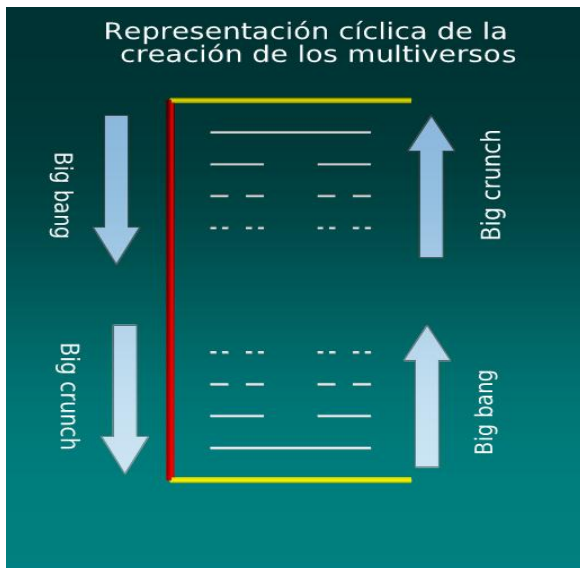 Representación cíclica de la
creación de los multiversos
Big bang
Big crunch
Big crunch
Big bang